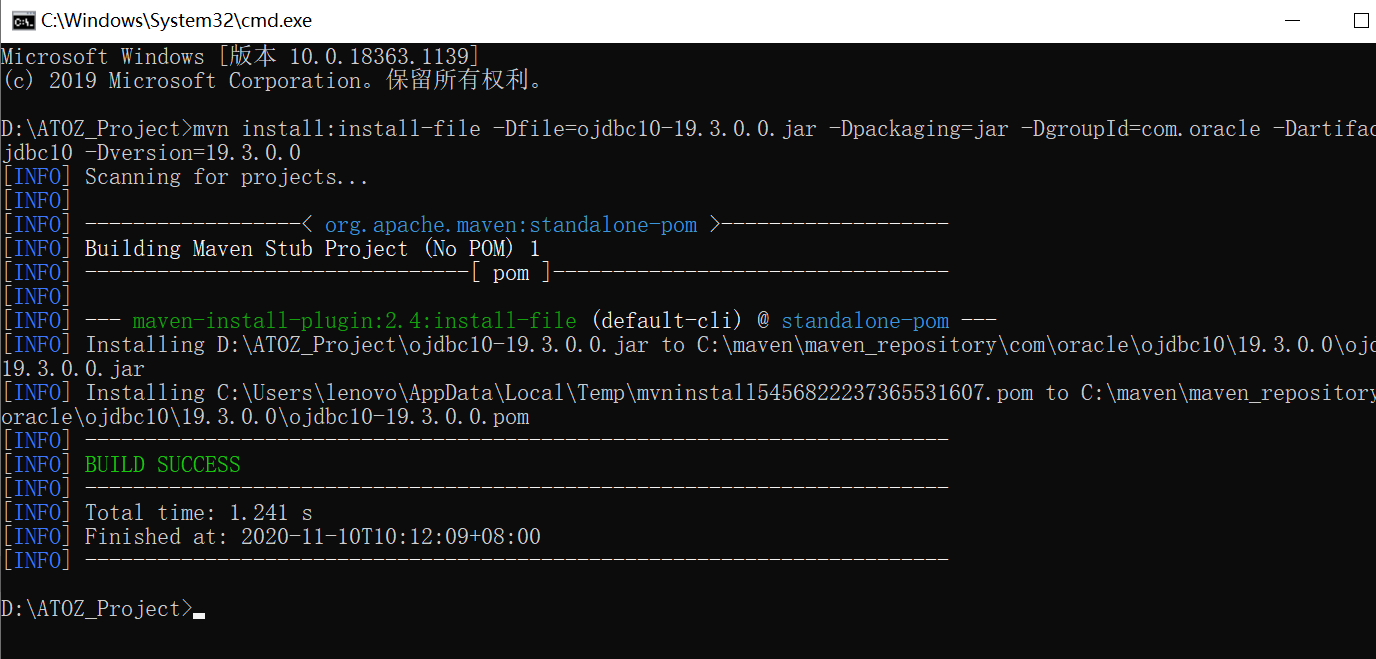 C:\Windows\System32\cmd.exe
Microsoft Windows [版本 10.0.18363.1139]
(c) 2019 Microsoft Corporation。保留所有权利。
D:\ATOZ_Project>mvn install:install-file -Dfile=ojdbc10-19.3.0.0.jar -Dpackaging=jar -DgroupId=com.oracle -Dartifac
jdbc10 -Dversion=19.3.0.0
[INFO] Scanning for projects...
[INFO]
[INFO] ------------------< org.apache.maven:standalone-pom >-------------------
[INFO] Building Maven Stub Project (No POM) 1
[INFO] --------------------------------[ pom ]---------------------------------
[INFO]
[INFO] --- maven-install-plugin:2.4:install-file (default-cli) @ standalone-pom ---
[INFO] Installing D:\ATOZ_Project\ojdbc10-19.3.0.0.jar to C:\maven\maven_repository\com\oracle\ojdbc10\19.3.0.0\ojd
19.3.0.0.jar
[INFO] Installing C:\Users\lenovo\AppData\Local\Temp\mvninstall5456822237365531607.pom to C:\maven\maven_repository
oracle\ojdbc10\19.3.0.0\ojdbc10-19.3.0.0.pom
[INFO] ------------------------------------------------------------------------
[INFO] BUILD SUCCESS
[INFO] ------------------------------------------------------------------------
[INFO] Total time: 1.241 s
[INFO] Finished at: 2020-11-10T10:12:09+08:00
[INFO] ------------------------------------------------------------------------
D:\ATOZ_Project>